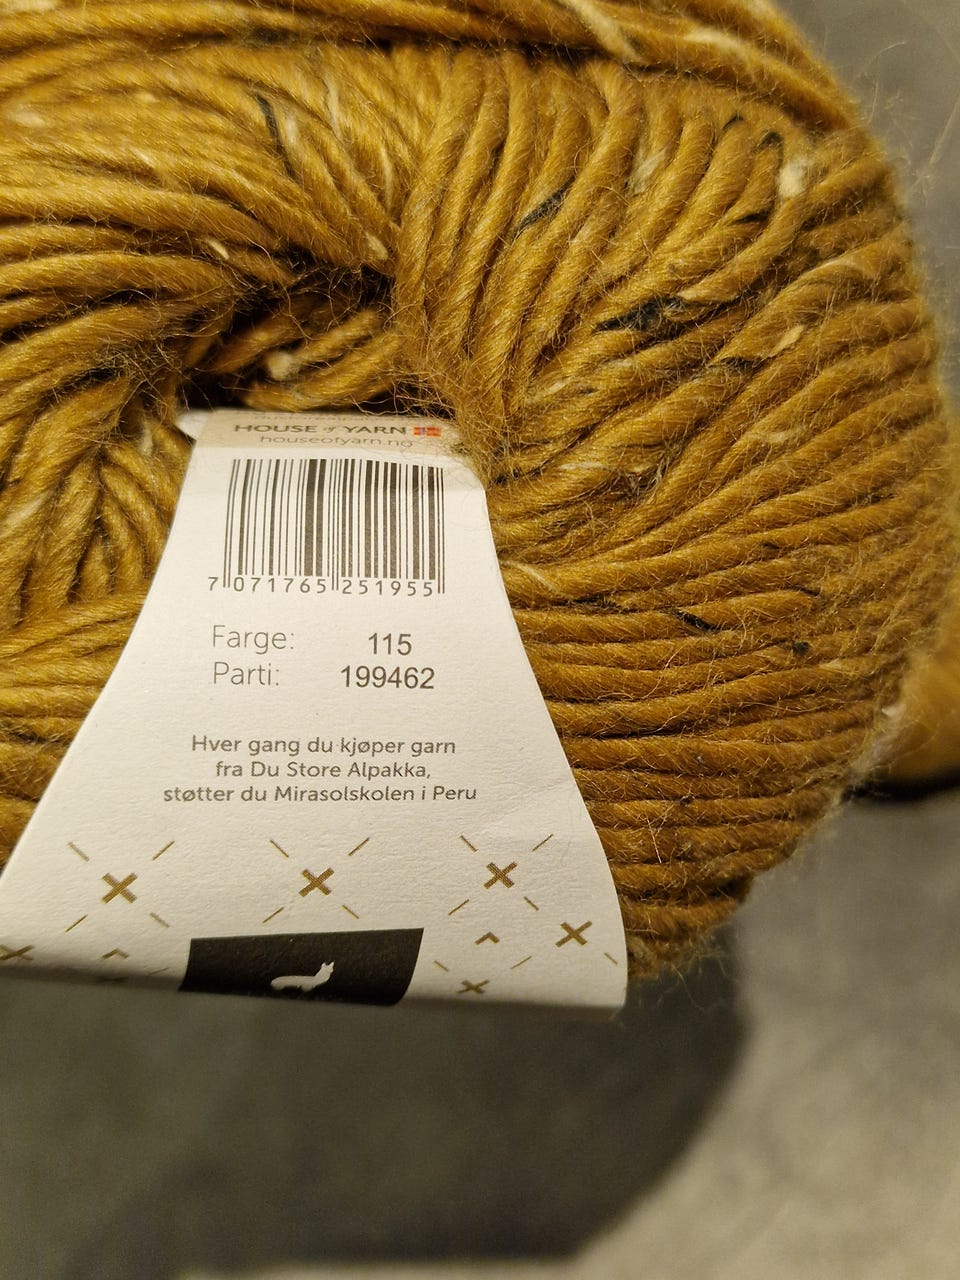 HOUSE of YARN
houseofyarn.no
7 071765 251955
Farge: 115
Parti: 199462
Hver gang du kjøper garn
fra Du Store Alpakka,
støtter du Mirasolskolen i Peru